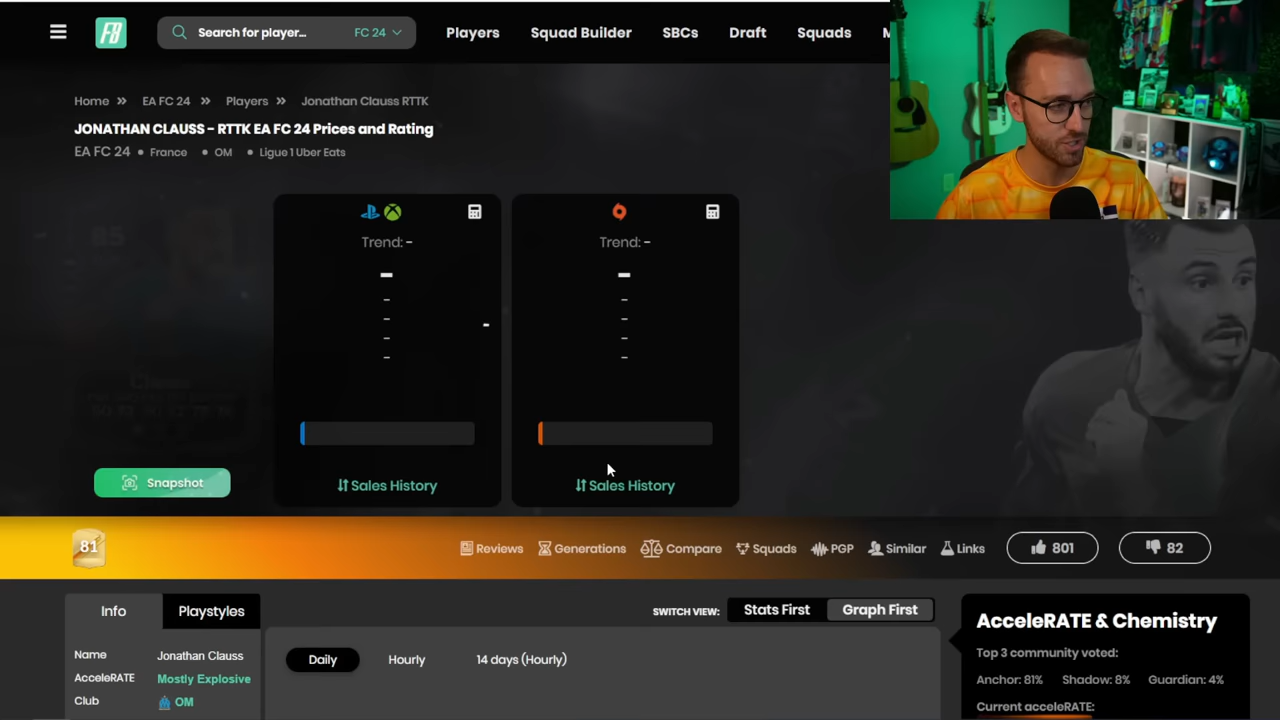 FB
Search for player...
FC 24
Players
Squad Builder
SBCs
Draft
Squads
M
Home » EA FC 24 » Players » Jonathan Clauss RTTK
JONATHAN CLAUSS - RTTK EA FC 24 Prices and Rating
EA FC 24 • France • OM • Ligue 1 Uber Eats
Trend: -
Trend: -
Sales History
Sales History
Snapshot
81
Reviews
Generations
Compare
Squads
PGP
Similar
Links
801
82
Info
Playstyles
SWITCH VIEW:
Stats First
Graph First
Name
Jonathan Clauss
AcceleRATE
Mostly Explosive
Club
OM
Daily
Hourly
14 days (Hourly)
AcceleRATE & Chemistry
Top 3 community voted:
Anchor: 81%
Shadow: 8%
Guardian: 4%
Current acceleRATE: